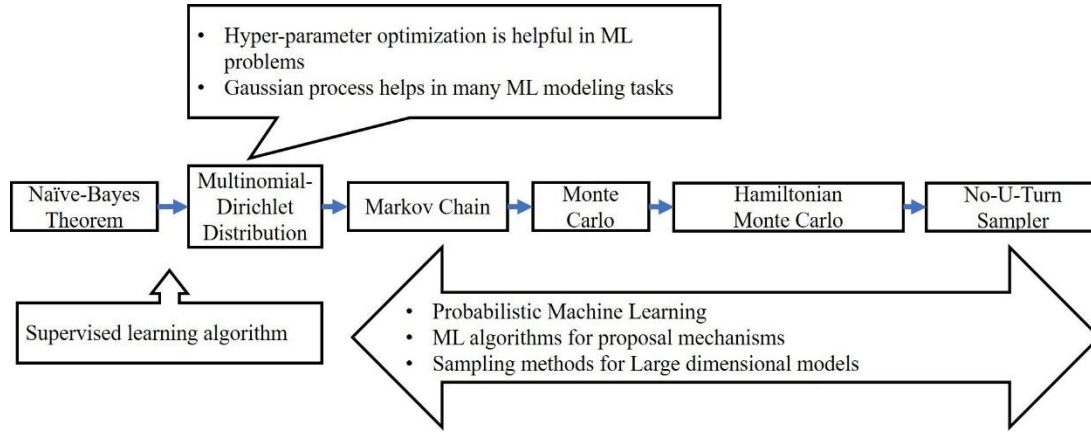 • Hyper-parameter optimization is helpful in ML
problems
• Gaussian process helps in many ML modeling tasks
Naïve-Bayes
Theorem
Multinomial-
Dirichlet
Distribution
Markov Chain
Monte
Carlo
Hamiltonian
Monte Carlo
No-U-Turn
Sampler
Supervised learning algorithm
• Probabilistic Machine Learning
• ML algorithms for proposal mechanisms
• Sampling methods for Large dimensional models